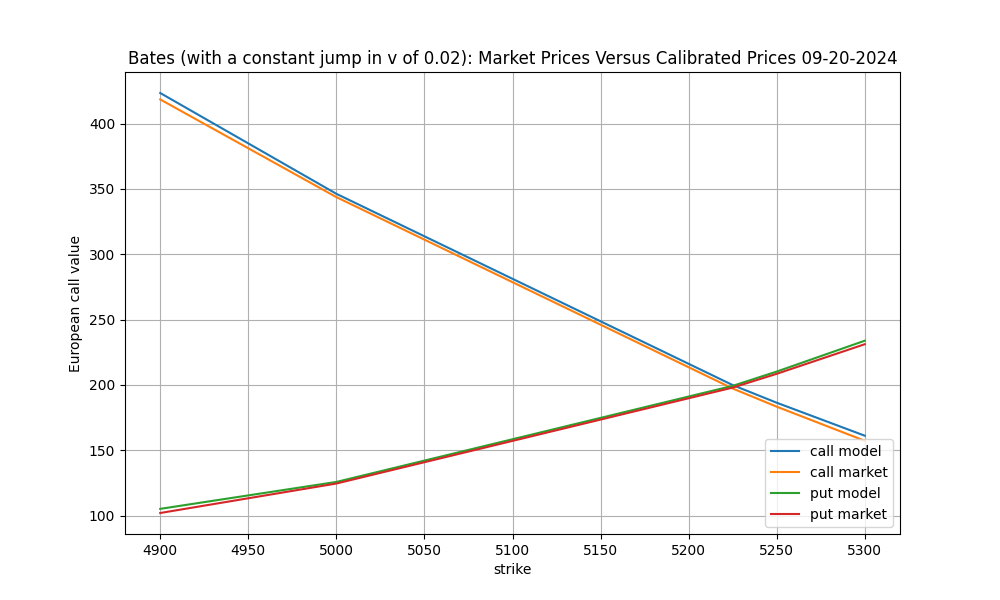 Bates (with a constant jump in v of 0.02): Market Prices Versus Calibrated Prices 09-20-2024
European call value
400
350
300
250
200
150
100
call model
call market
put model
put market
4900 4950 5000 5050 5100 5150 5200 5250 5300
strike